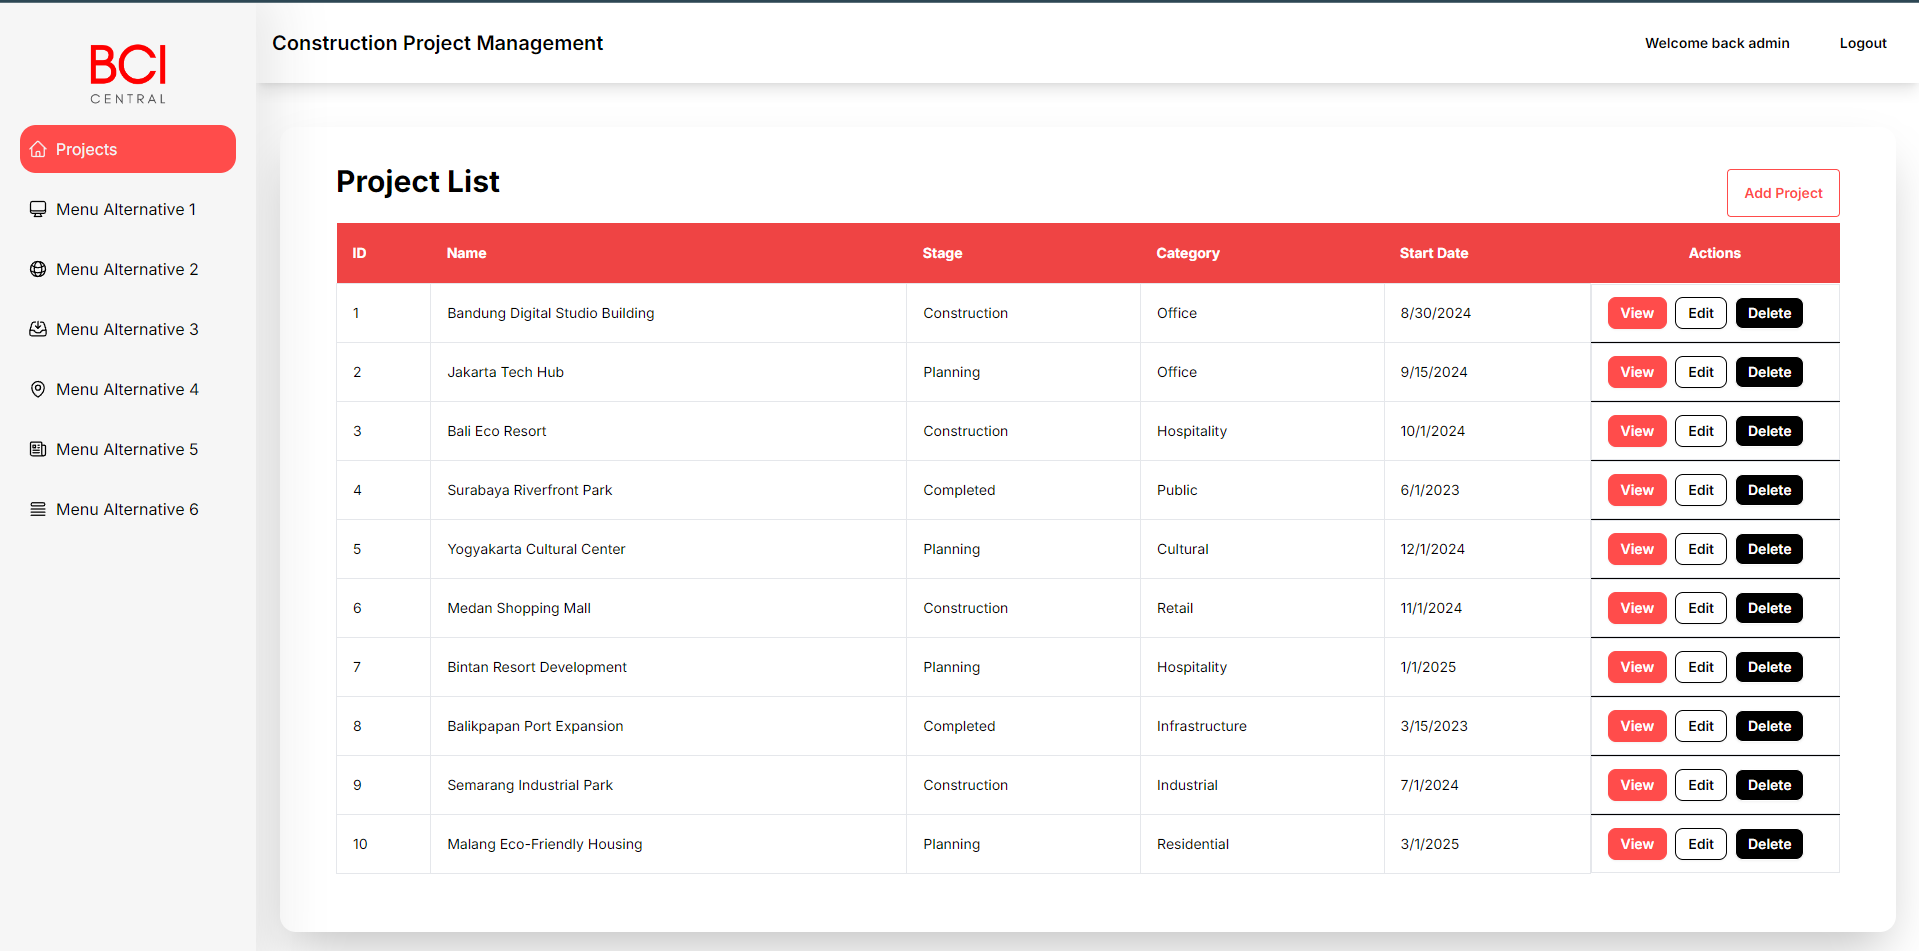 BCI
CENTRAL
Projects
Menu Alternative 1
Menu Alternative 2
Menu Alternative 3
Menu Alternative 4
Menu Alternative 5
Menu Alternative 6
Construction Project Management
Welcome back admin Logout
Project List
Add Project
ID Name Stage Category Start Date Actions
1 Bandung Digital Studio Building Construction Office 8/30/2024 View Edit Delete
2 Jakarta Tech Hub Planning Office 9/15/2024 View Edit Delete
3 Bali Eco Resort Construction Hospitality 10/1/2024 View Edit Delete
4 Surabaya Riverfront Park Completed Public 6/1/2023 View Edit Delete
5 Yogyakarta Cultural Center Planning Cultural 12/1/2024 View Edit Delete
6 Medan Shopping Mall Construction Retail 11/1/2024 View Edit Delete
7 Bintan Resort Development Planning Hospitality 1/1/2025 View Edit Delete
8 Balikpapan Port Expansion Completed Infrastructure 3/15/2023 View Edit Delete
9 Semarang Industrial Park Construction Industrial 7/1/2024 View Edit Delete
10 Malang Eco-Friendly Housing Planning Residential 3/1/2025 View Edit Delete